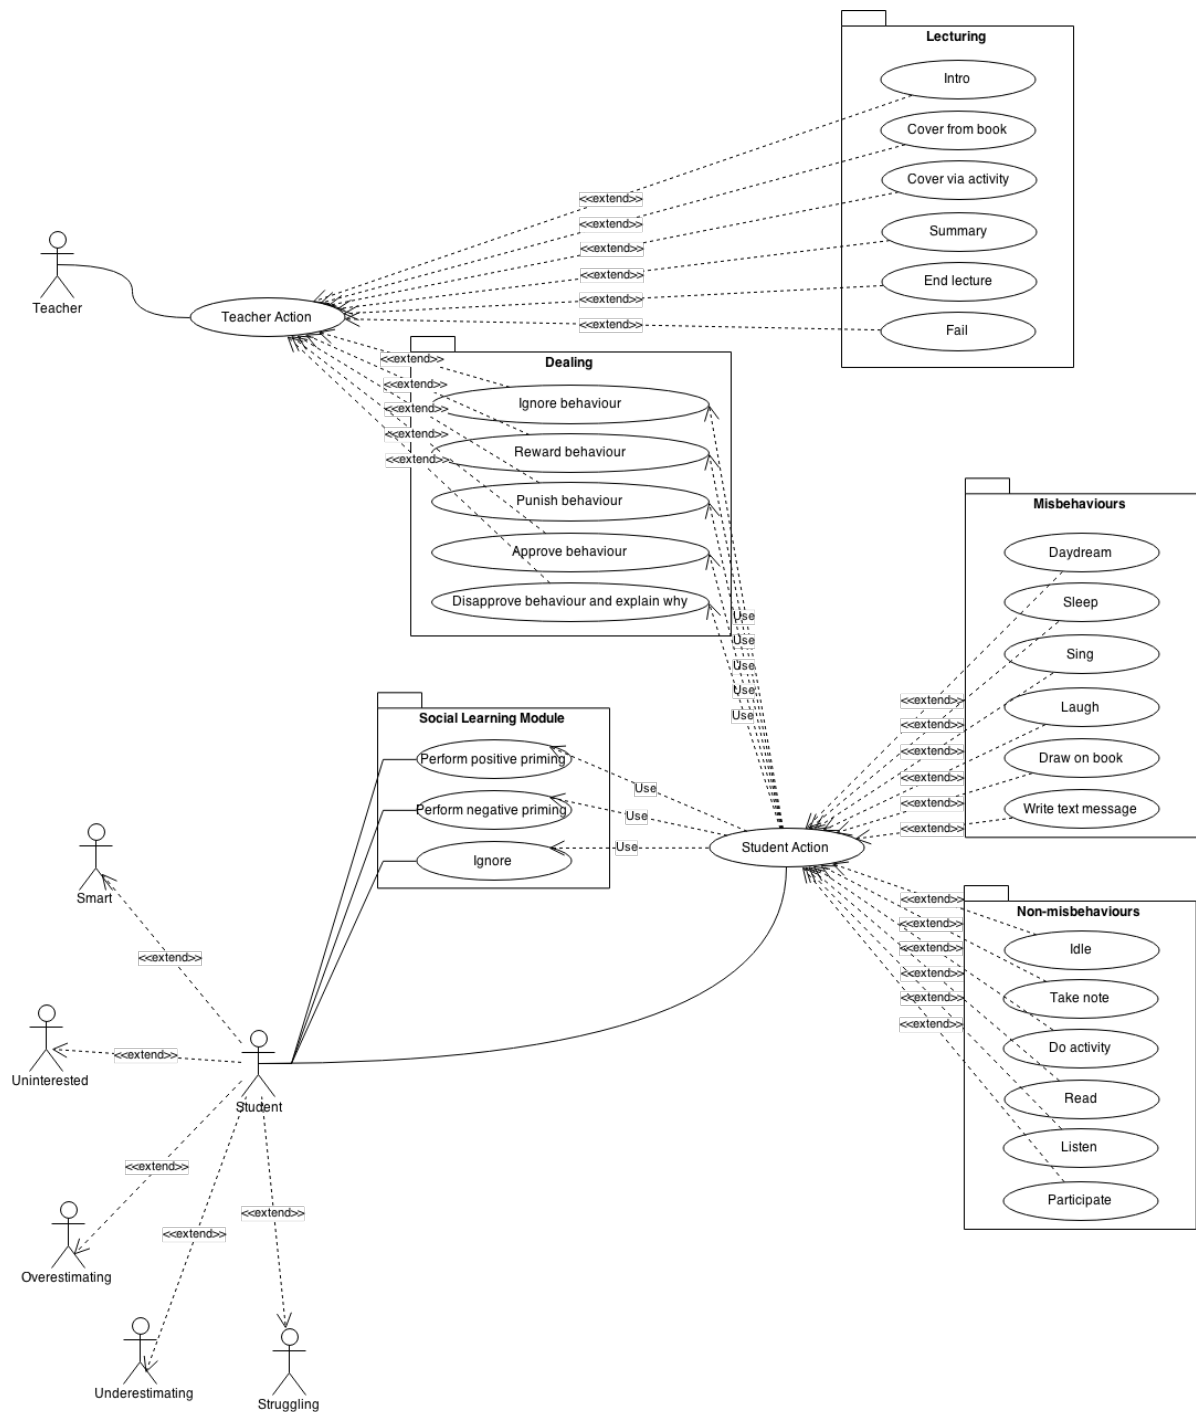 Lecturing
Intro
Cover from book
Cover via activity
Summary
End lecture
Fail
<<extend>>
<<extend>>
<<extend>>
<<extend>>
<<extend>>
<<extend>>
Teacher
Teacher Action
Dealing
<<extend>>
<<extend>>
<<extend>>
<<extend>>
<<extend>>
Ignore behaviour
Reward behaviour
Punish behaviour
Approve behaviour
Disapprove behaviour and explain why
Use
Use
Use
Use
Use
Misbehaviours
Daydream
Sleep
Sing
Laugh
Draw on book
Write text message
<<extend>>
<<extend>>
<<extend>>
<<extend>>
<<extend>>
<<extend>>
Social Learning Module
Perform positive priming
Perform negative priming
Ignore
Use
Use
Use
Student Action
Non-misbehaviours
Idle
Take note
Do activity
Read
Listen
Participate
<<extend>>
<<extend>>
<<extend>>
<<extend>>
<<extend>>
<<extend>>
Smart
<<extend>>
Uninterested
<<extend>>
Student
<<extend>>
Overestimating
<<extend>>
<<extend>>
Underestimating
Struggling